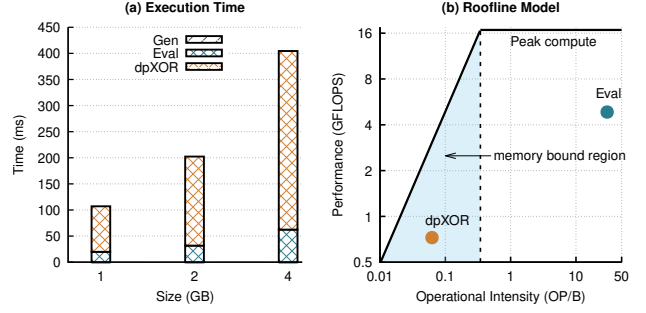 (a) Execution Time
450
400
350
300
250
200
150
100
50
0
Time (ms)
Gen
Eval
dpXOR
1
2
4
Size (GB)
(b) Roofline Model
16
8
4
2
1
0.5
Performance (GFLOPS)
Peak compute
Eval
memory bound region
dpXOR
0.01
0.1
1
10
50
Operational Intensity (OP/B)